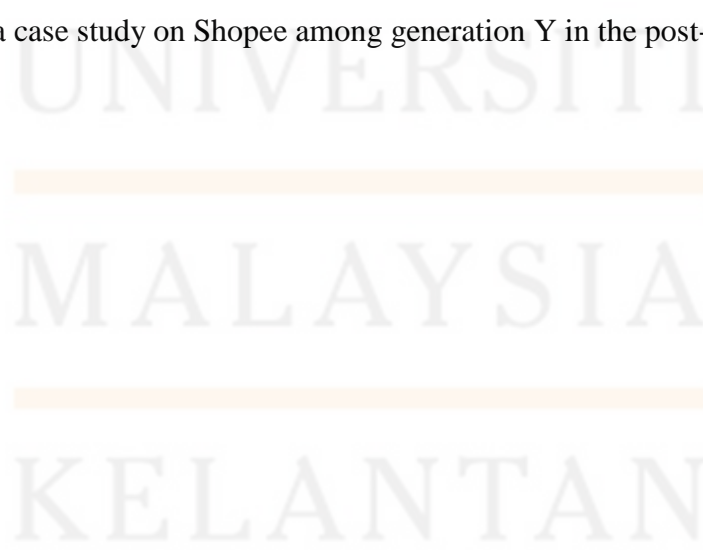 a case study on Shopee among generation Y in the post-
UNIVERSITI
MALAYSIA
KELANTAN